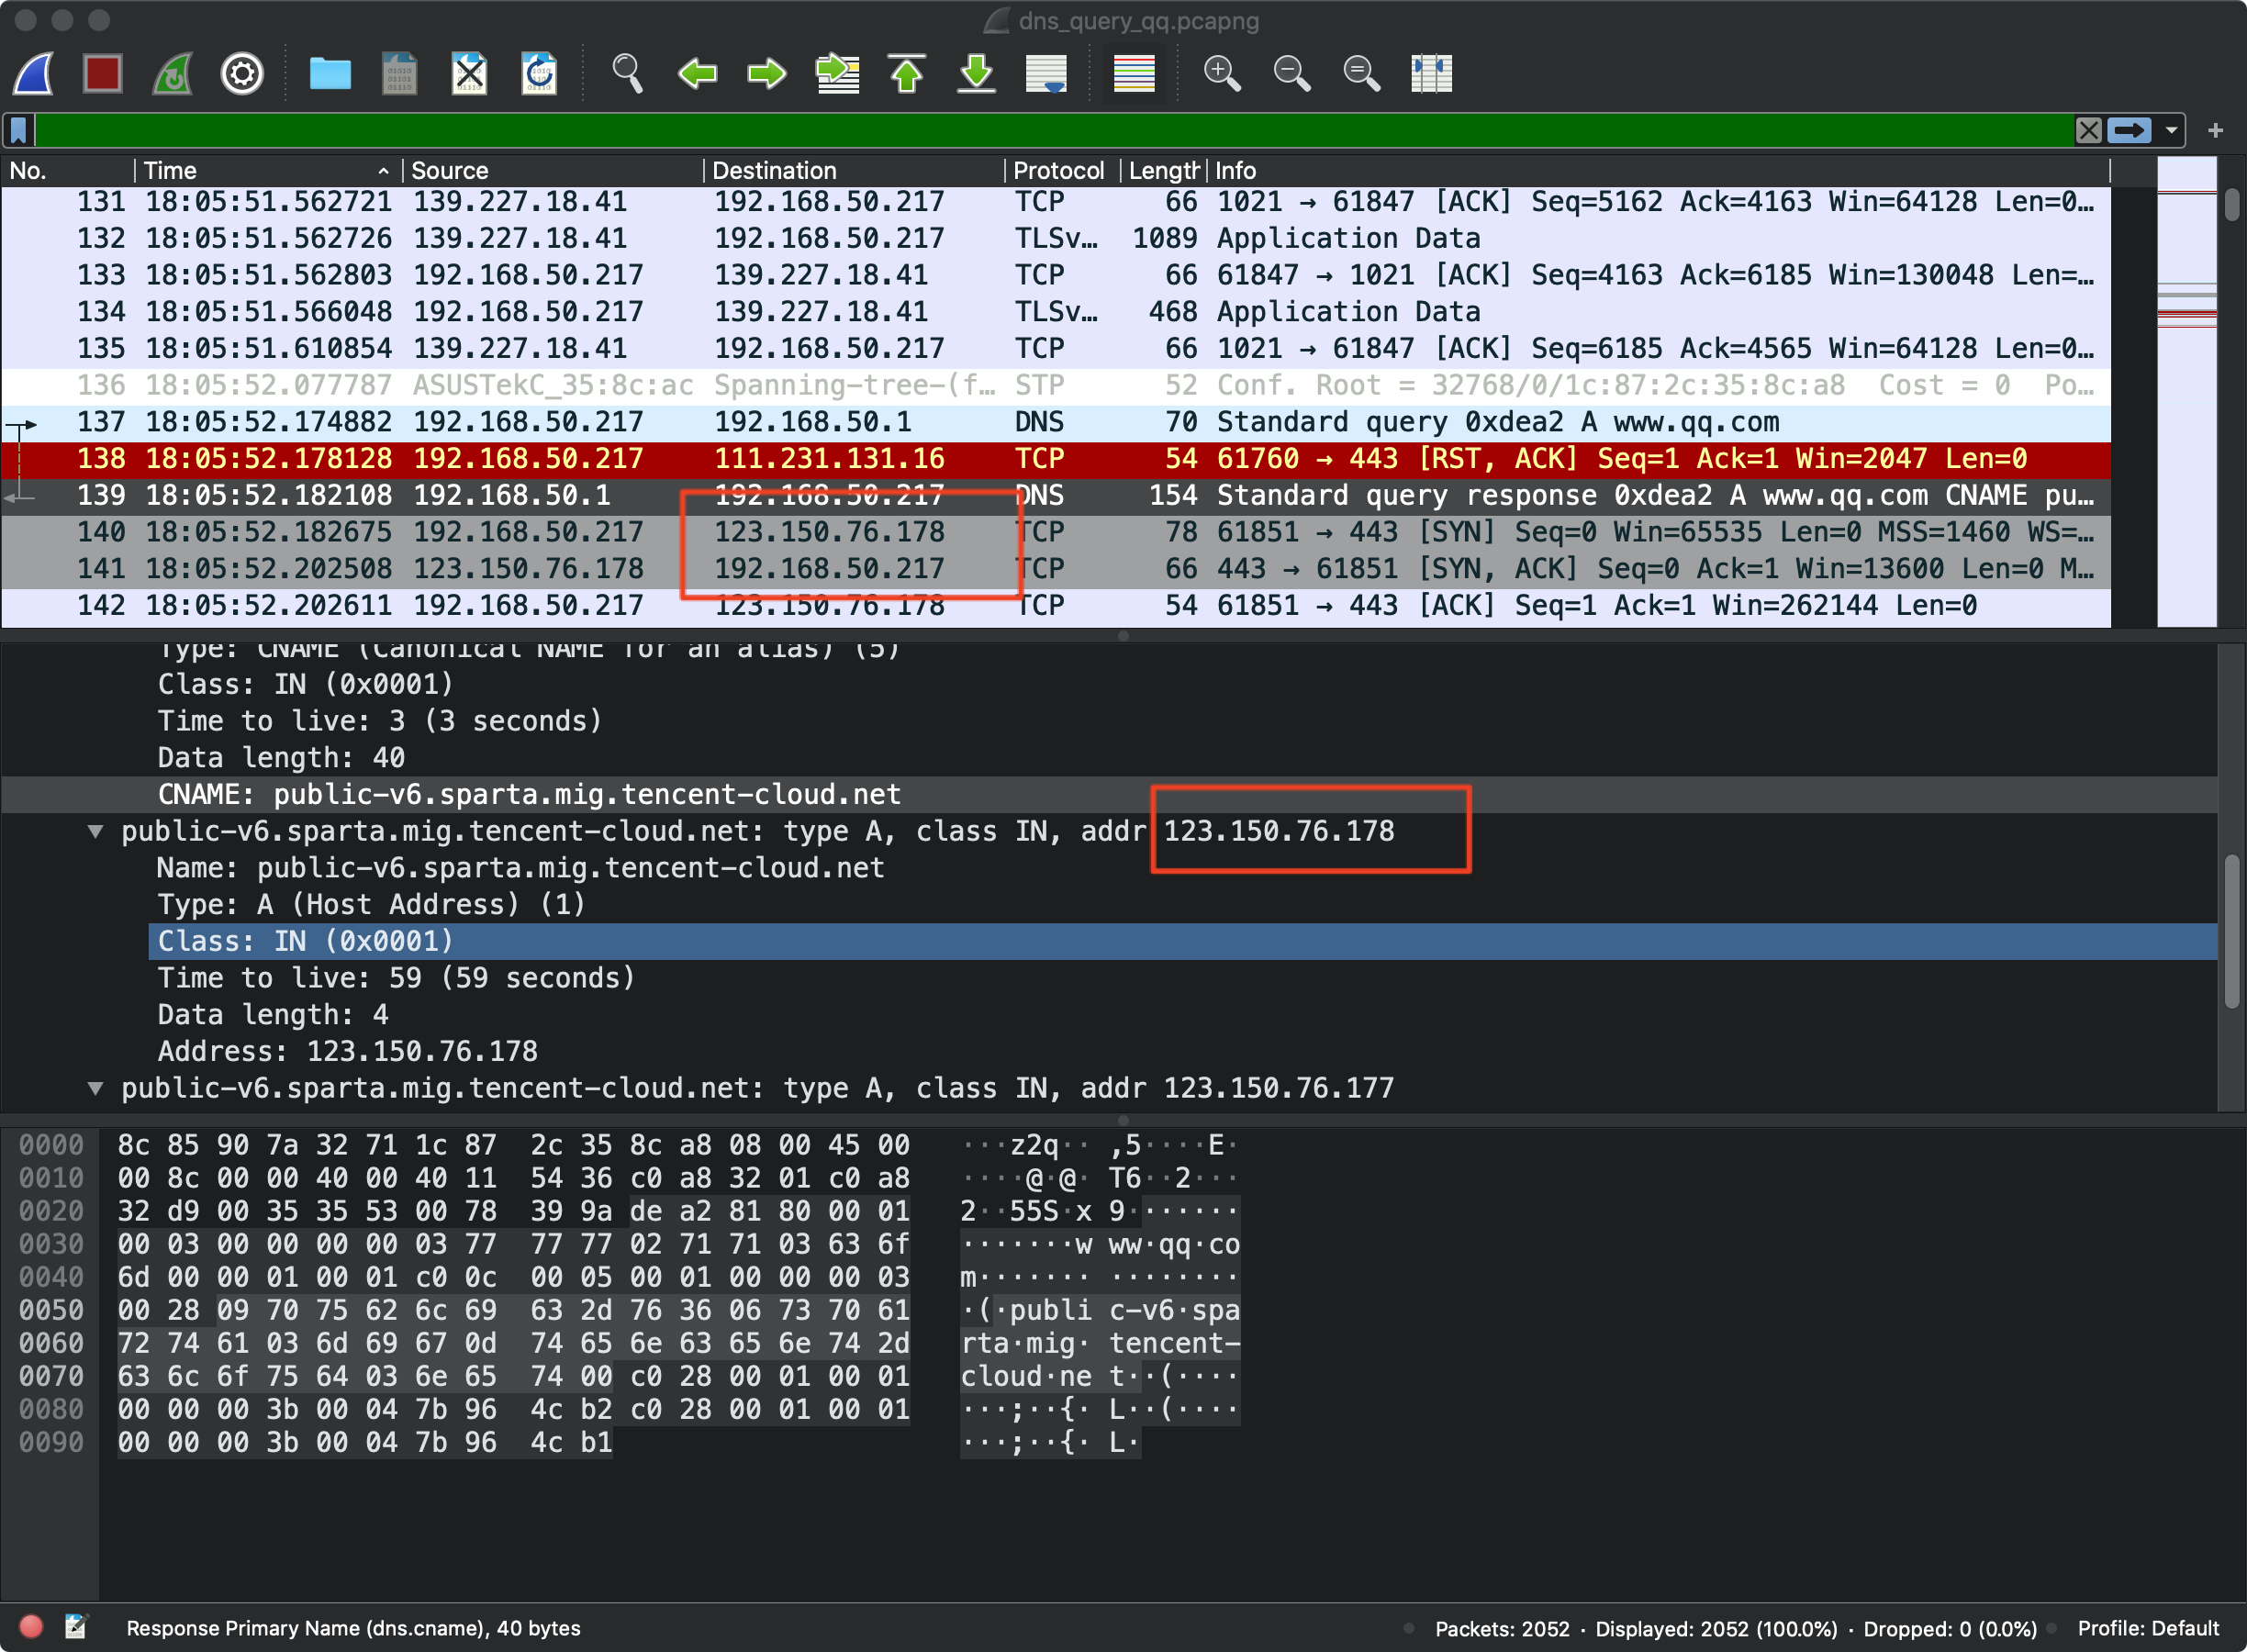 dns_query_qq.pcapng
No. Time Source Destination Protocol Length Info
131 18:05:51.562721 139.227.18.41 192.168.50.217 TCP 66 1021 → 61847 [ACK] Seq=5162 Ack=4163 Win=64128 Len=0…
132 18:05:51.562726 139.227.18.41 192.168.50.217 TLSv… 1089 Application Data
133 18:05:51.562803 192.168.50.217 139.227.18.41 TCP 66 61847 → 1021 [ACK] Seq=4163 Ack=6185 Win=130048 Len=…
134 18:05:51.566048 192.168.50.217 139.227.18.41 TLSv… 468 Application Data
135 18:05:51.610854 139.227.18.41 192.168.50.217 TCP 66 1021 → 61847 [ACK] Seq=6185 Ack=4565 Win=64128 Len=0…
136 18:05:52.077787 ASUSTekC_35:8c:ac Spanning-tree-(f… STP 52 Conf. Root = 32768/0/1c:87:2c:35:8c:a8 Cost = 0 Po…
137 18:05:52.174882 192.168.50.217 192.168.50.1 DNS 70 Standard query 0xdea2 A www.qq.com
138 18:05:52.178128 192.168.50.217 111.231.131.16 TCP 54 61760 → 443 [RST, ACK] Seq=1 Ack=1 Win=2047 Len=0
139 18:05:52.182108 192.168.50.1 192.168.50.217 DNS 154 Standard query response 0xdea2 A www.qq.com CNAME pu…
140 18:05:52.182675 192.168.50.217 123.150.76.178 TCP 78 61851 → 443 [SYN] Seq=0 Win=65535 Len=0 MSS=1460 WS=…
141 18:05:52.202508 123.150.76.178 192.168.50.217 TCP 66 443 → 61851 [SYN, ACK] Seq=0 Ack=1 Win=13600 Len=0 M…
142 18:05:52.202611 192.168.50.217 123.150.76.178 TCP 54 61851 → 443 [ACK] Seq=1 Ack=1 Win=262144 Len=0
Type: CNAME (Canonical NAME for an alias) (5)
Class: IN (0x0001)
Time to live: 3 (3 seconds)
Data length: 40
CNAME: public-v6.sparta.mig.tencent-cloud.net
public-v6.sparta.mig.tencent-cloud.net: type A, class IN, addr 123.150.76.178
Name: public-v6.sparta.mig.tencent-cloud.net
Type: A (Host Address) (1)
Class: IN (0x0001)
Time to live: 59 (59 seconds)
Data length: 4
Address: 123.150.76.178
public-v6.sparta.mig.tencent-cloud.net: type A, class IN, addr 123.150.76.177
0000 8c 85 90 7a 32 71 1c 87 2c 35 8c a8 08 00 45 00 ···z2q·· ,5····E·
0010 00 8c 00 00 40 00 40 11 54 36 c0 a8 32 01 c0 a8 ····@·@· T6··2···
0020 32 d9 00 35 35 53 00 78 39 9a de a2 81 80 00 01 2··55S·x 9·······
0030 00 03 00 00 00 00 03 77 77 77 02 71 71 03 63 6f ·······w ww·qq·co
0040 6d 00 00 01 00 01 c0 0c 00 05 00 01 00 00 00 03 m······· ········
0050 00 28 09 70 75 62 6c 69 63 2d 76 36 06 73 70 61 ·(·publi c-v6·spa
0060 72 74 61 03 6d 69 67 0d 74 65 6e 63 65 6e 74 2d rta·mig· tencent-
0070 63 6c 6f 75 64 03 6e 65 74 00 c0 28 00 01 00 01 cloud·ne t··(····
0080 00 00 00 3b 00 04 7b 96 4c b2 c0 28 00 01 00 01 ···;··{· L··(····
0090 00 00 00 3b 00 04 7b 96 4c b1 ···;··{· L·
Response Primary Name (dns.cname), 40 bytes Packets: 2052 · Displayed: 2052 (100.0%) · Dropped: 0 (0.0%) Profile: Default